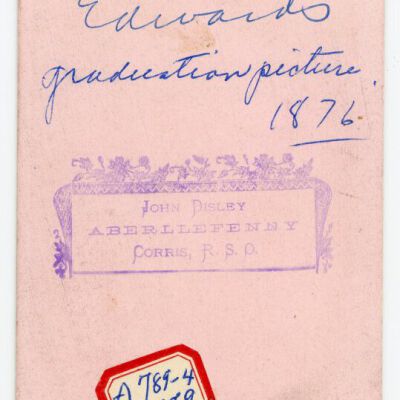 Edwards
graduation picture.
1876
JOHN DISLEY
ABERLLEFENNY
CORRIS, R. S. O.
A 789-4